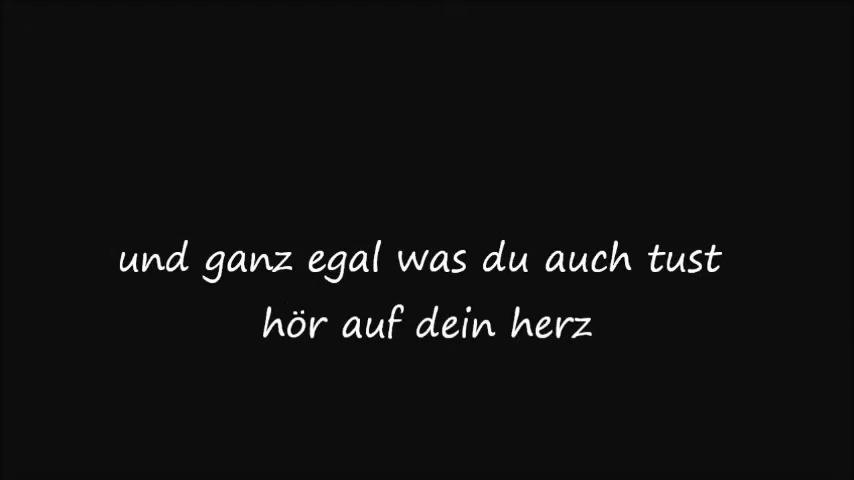 und ganz egal was du auch tust
hör auf dein herz